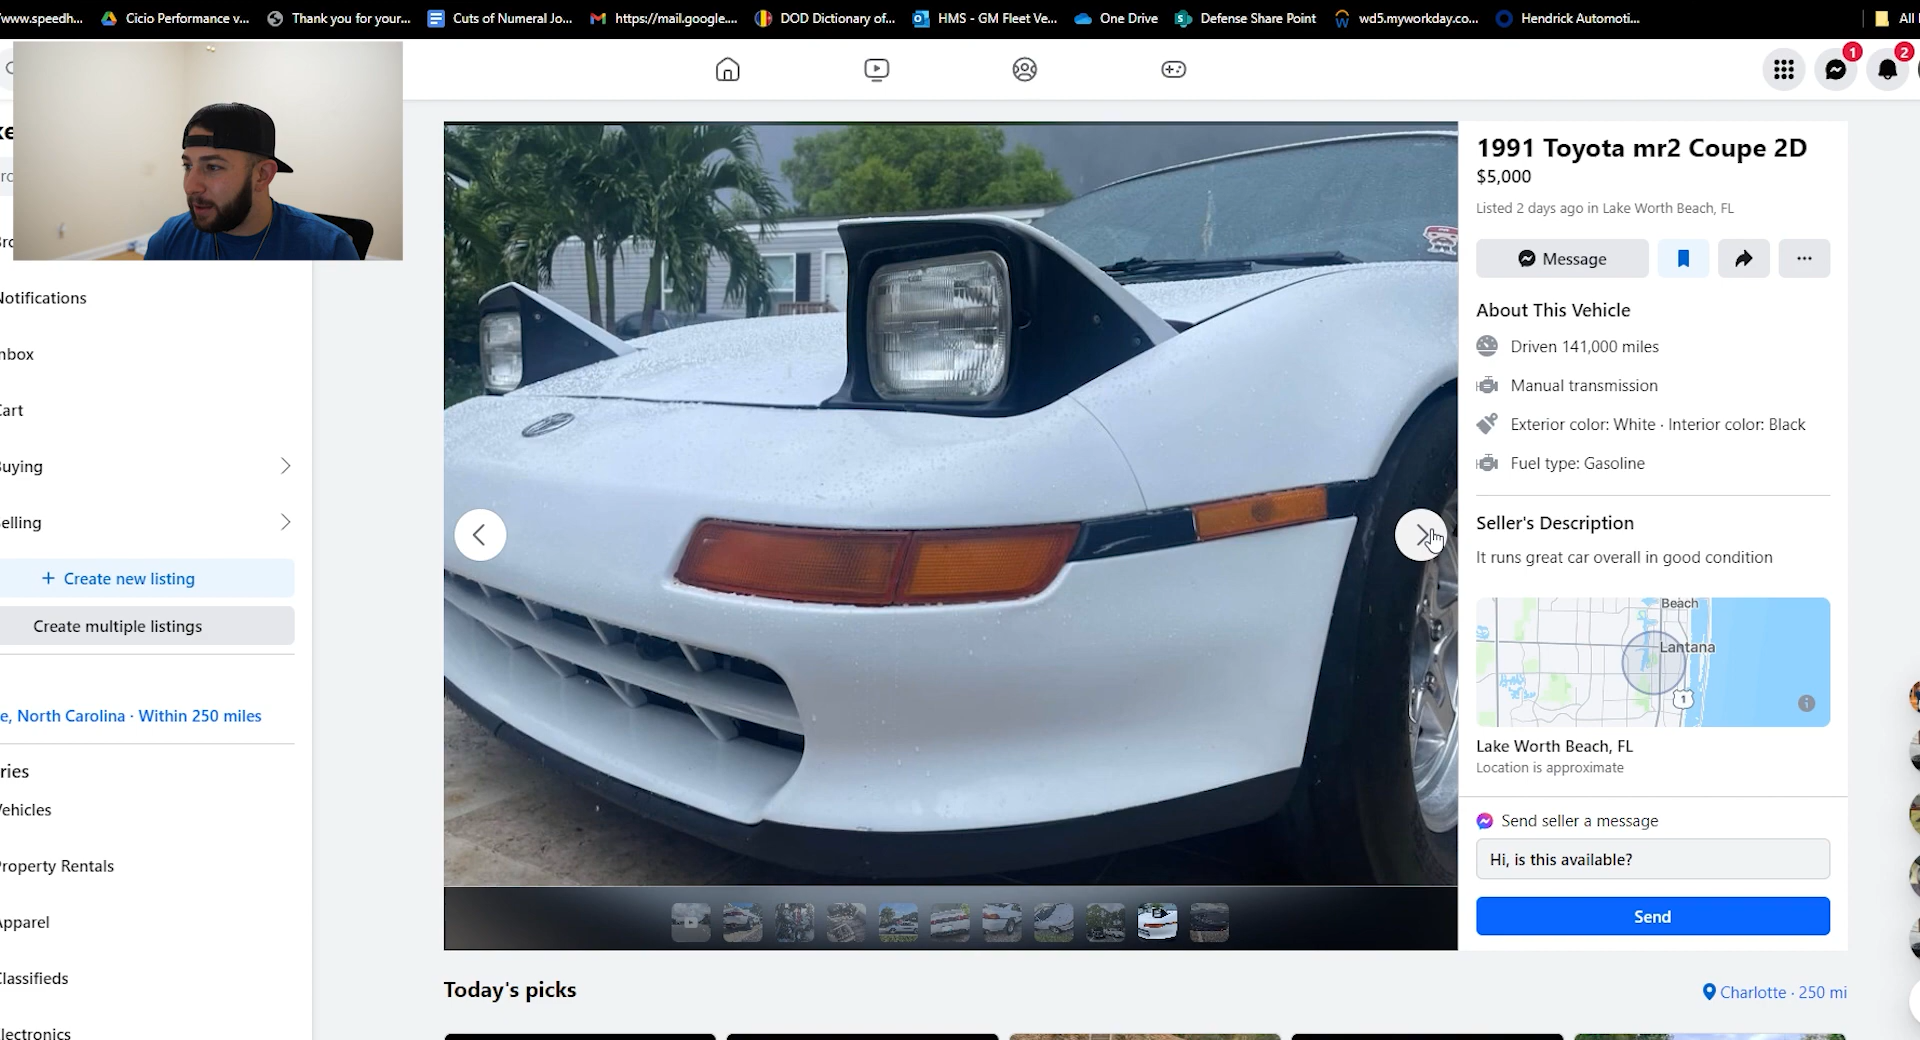 www.speedh...
Cicio Performance v...
Thank you for your...
Cuts of Numeral Jo...
https://mail.google....
DOD Dictionary of...
HMS - GM Fleet Ve...
One Drive
Defense Share Point
wd5.myworkday.co...
Hendrick Automoti...
All
1
2
1991 Toyota mr2 Coupe 2D
$5,000
Listed 2 days ago in Lake Worth Beach, FL
Message
About This Vehicle
Driven 141,000 miles
Manual transmission
Exterior color: White · Interior color: Black
Fuel type: Gasoline
Seller's Description
It runs great car overall in good condition
Beach
Lantana
1
Lake Worth Beach, FL
Location is approximate
Send seller a message
Hi, is this available?
Send
Notifications
nbox
Cart
Buying
Selling
+ Create new listing
Create multiple listings
e, North Carolina · Within 250 miles
ries
Vehicles
Property Rentals
Apparel
Classifieds
Electronics
Today's picks
Charlotte · 250 mi